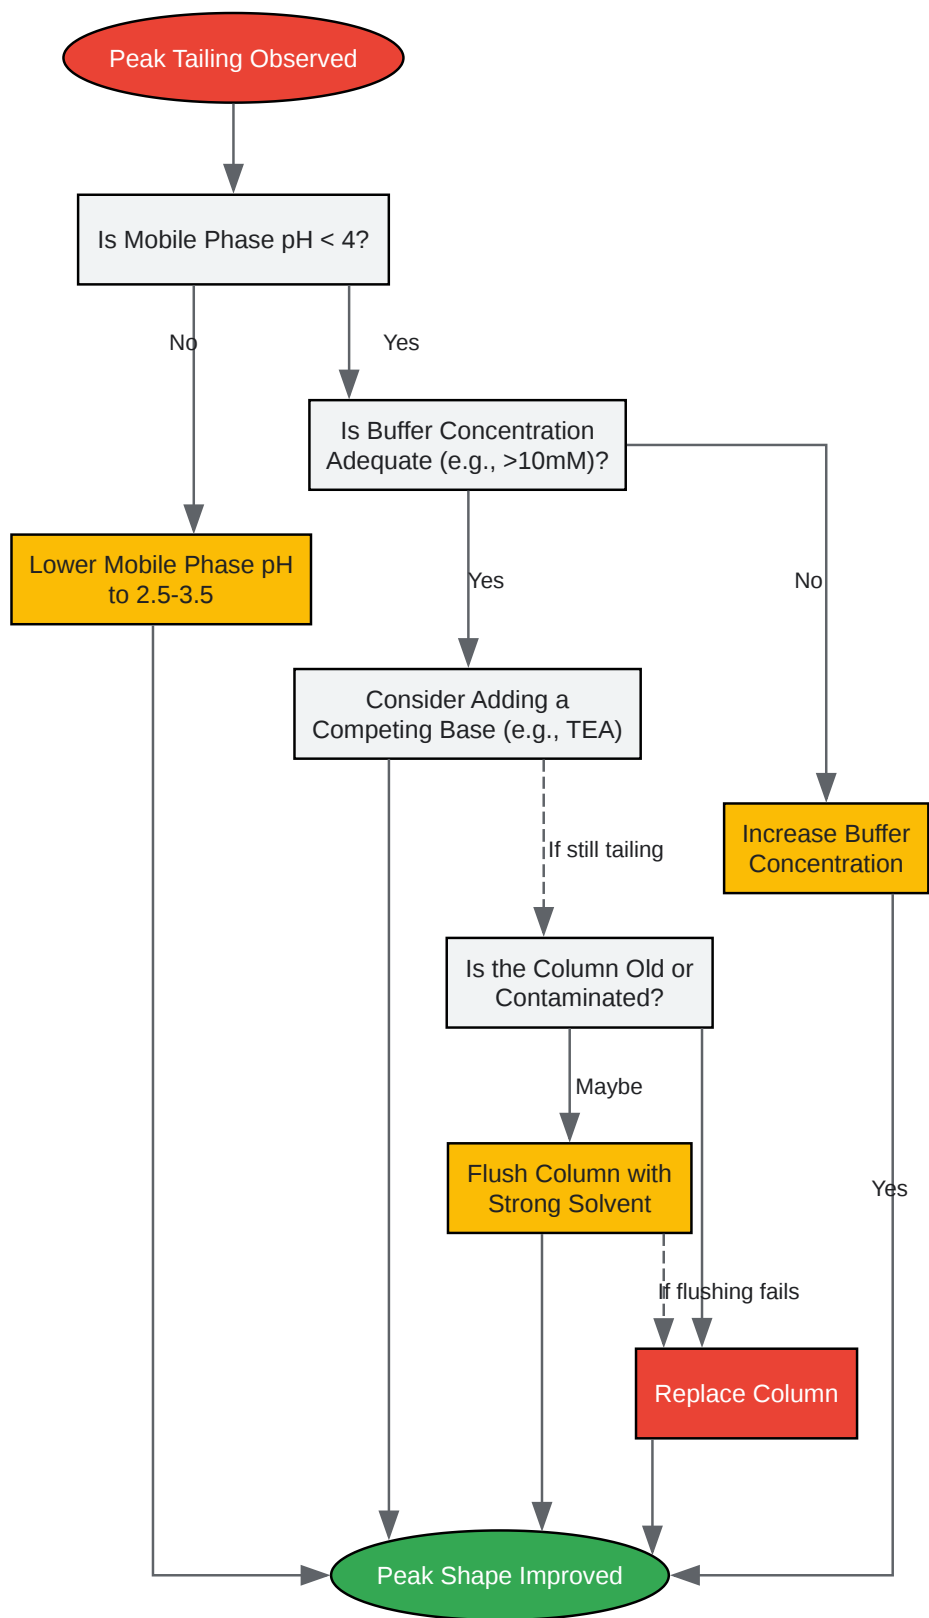 Peak Tailing Observed
Is Mobile Phase pH < 4?
No
Yes
Is Buffer Concentration
Adequate (e.g., >10mM)?
Lower Mobile Phase pH
to 2.5-3.5
Yes
No
Consider Adding a
Competing Base (e.g., TEA)
If still tailing
Increase Buffer
Concentration
Is the Column Old or
Contaminated?
Maybe
Flush Column with
Strong Solvent
Yes
If flushing fails
Replace Column
Peak Shape Improved